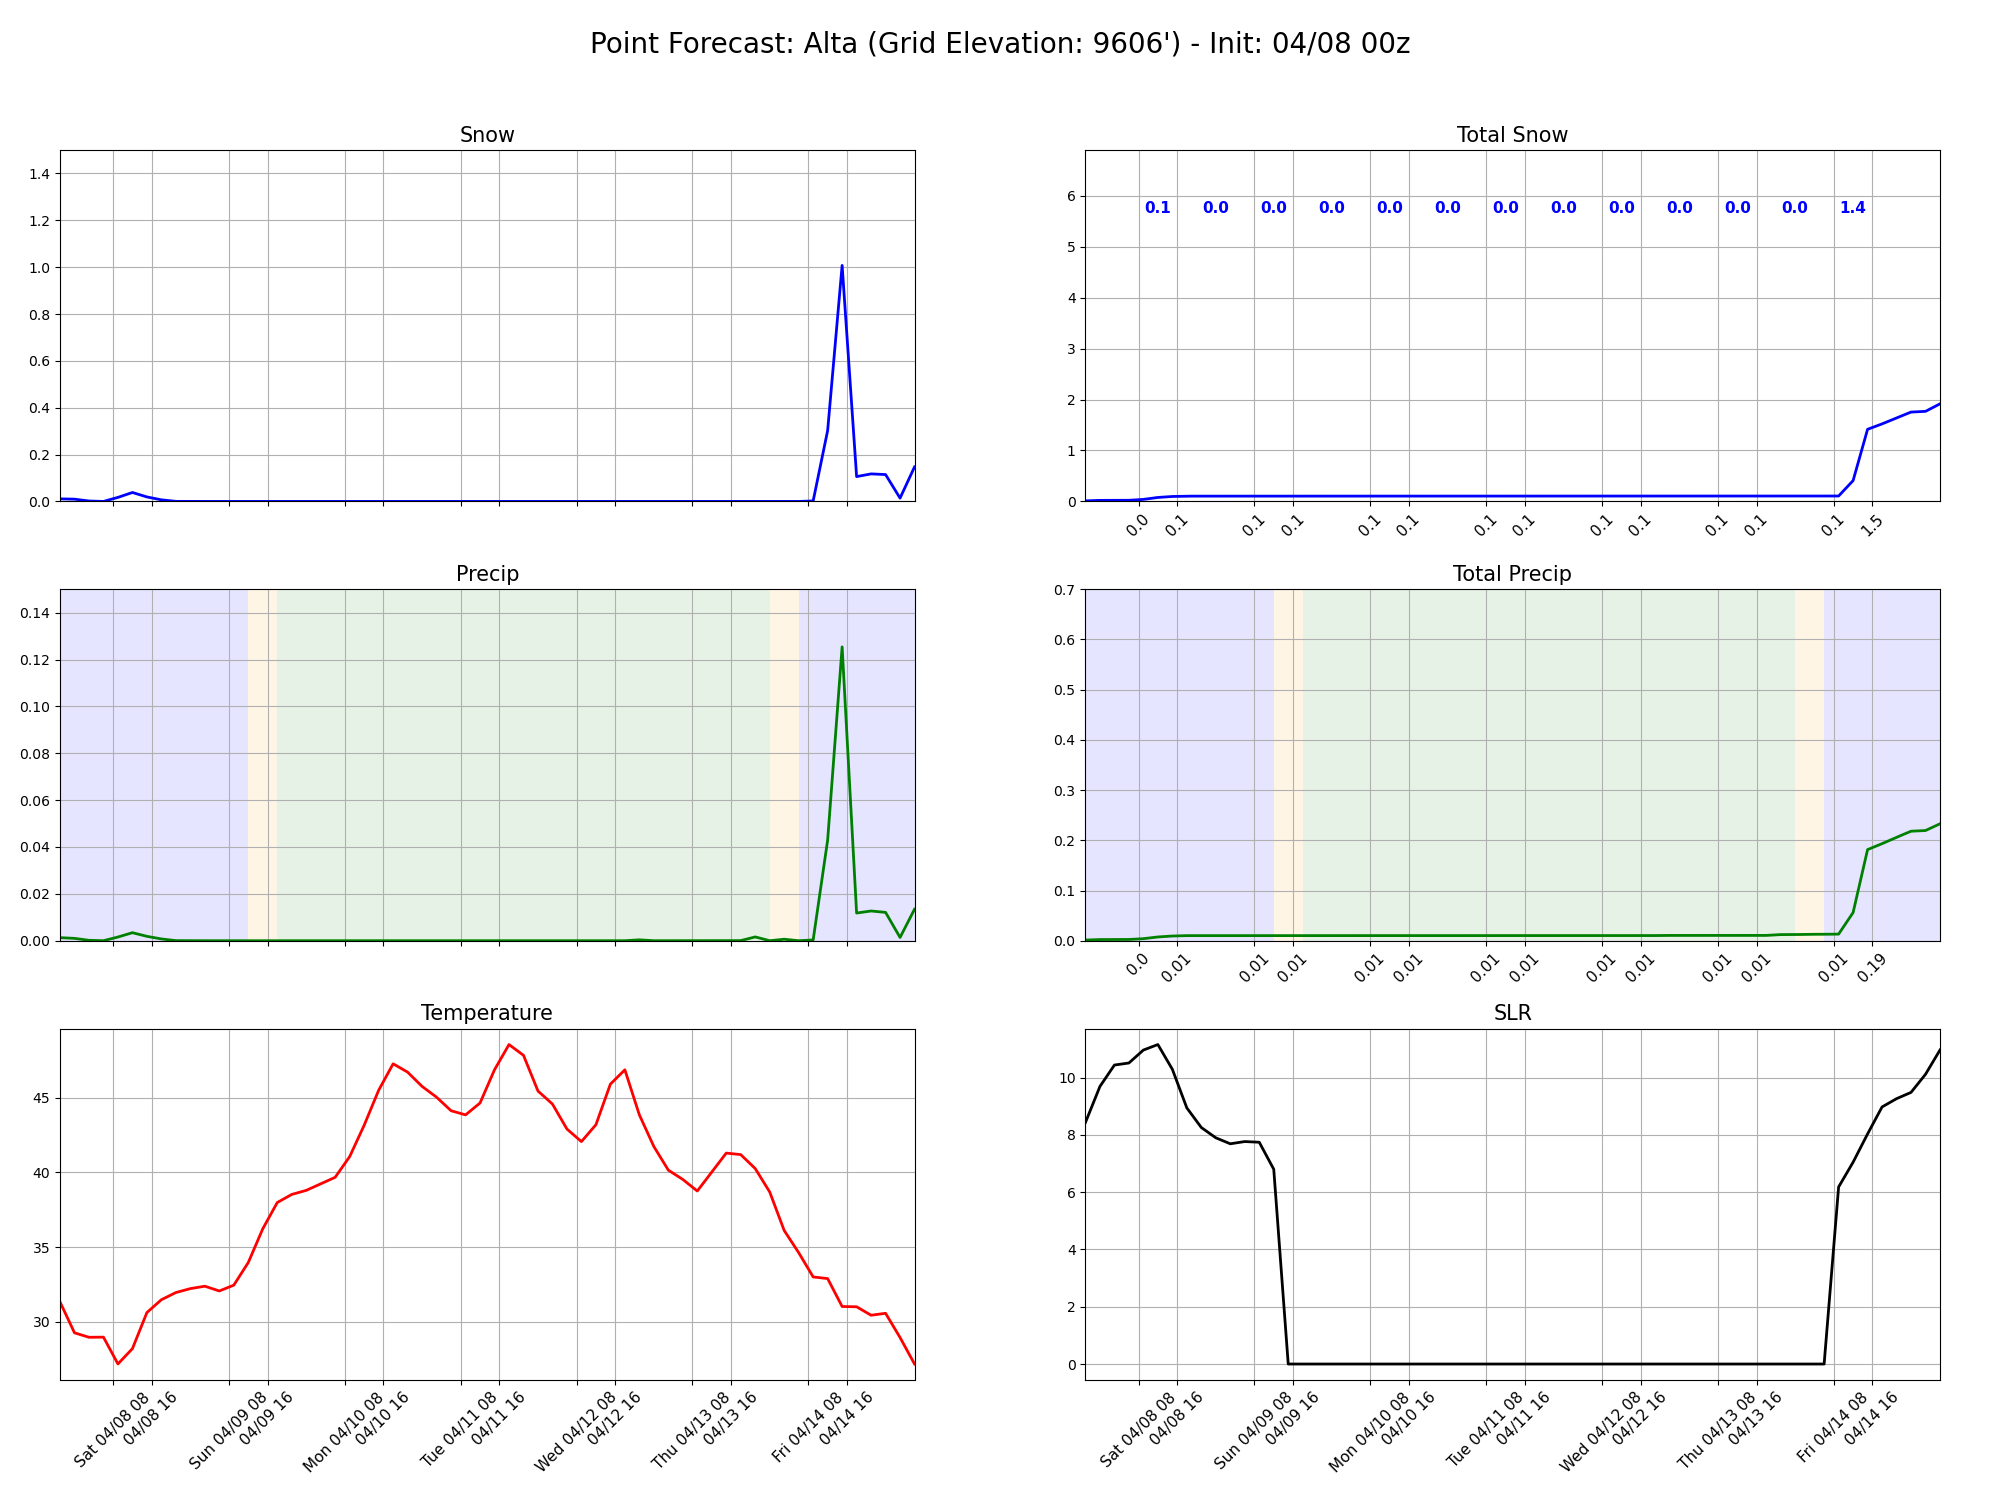 Point Forecast: Alta (Grid Elevation: 9606') - Init: 04/08 00z
Snow
1.4
1.2
1.0
0.8
0.6
0.4
0.2
0.0
Total Snow
6
5
4
3
2
1
0
0.1 0.0 0.0 0.0 0.0 0.0 0.0 0.0 0.0 0.0 0.0 0.0 1.4
0.0 0.1 0.1 0.1 0.1 0.1 0.1 0.1 0.1 0.1 0.1 0.1 0.1 1.5
Precip
0.14
0.12
0.10
0.08
0.06
0.04
0.02
0.00
Total Precip
0.7
0.6
0.5
0.4
0.3
0.2
0.1
0.0
0.0 0.01 0.01 0.01 0.01 0.01 0.01 0.01 0.01 0.01 0.01 0.01 0.01 0.19
Temperature
45
40
35
30
Sat 04/08 08
04/08 16
Sun 04/09 08
04/09 16
Mon 04/10 08
04/10 16
Tue 04/11 08
04/11 16
Wed 04/12 08
04/12 16
Thu 04/13 08
04/13 16
Fri 04/14 08
04/14 16
SLR
10
8
6
4
2
0
Sat 04/08 08
04/08 16
Sun 04/09 08
04/09 16
Mon 04/10 08
04/10 16
Tue 04/11 08
04/11 16
Wed 04/12 08
04/12 16
Thu 04/13 08
04/13 16
Fri 04/14 08
04/14 16